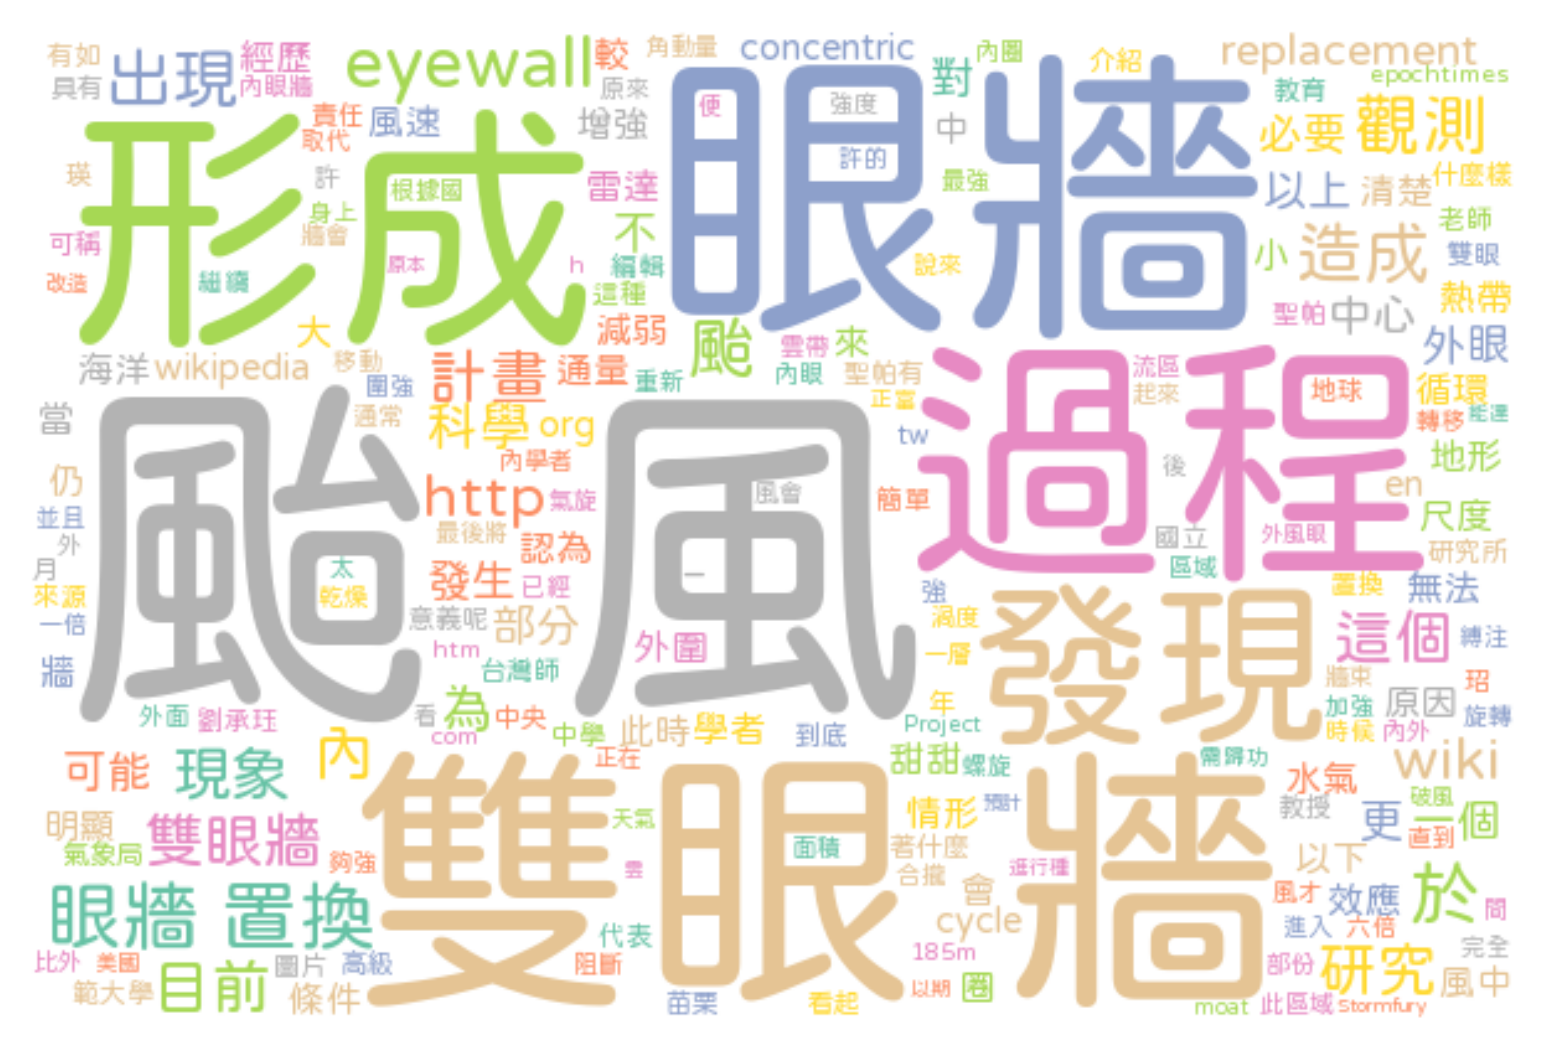 有如 出現 經歷 eyewall 較 角動量 concentric 內圈 介紹 replacement
具有 內眼牆 原來 眼牆 對 教育 epochtimes
形成 責任 風速 增強 便 強度 中 必要 觀測
取代 許的
瑛 許 根據國 雷達 最強 以上 清楚 什麼樣
身上 牆會 不 老師
可稱 原本 h 編輯 說來 小 造成 雙眼
改造 繼續 這種 聖帕 中心 熱帶
大 減弱 颱 雲帶 來 外眼
海洋 wikipedia 移動 計畫 通量 重新 內眼 聖帕有 過程 流區
圍強 正富 起來 地球 循環
當 颱風 通常 科學 org tw 轉移 能達
內學者 後 地形
仍 http 氣旋 風會 簡單 en
並且 最後將 一 國立 外風眼 尺度
外 認為 研究所
月 太 發生 已經 區域 置換 無法
來源 乾燥 強
一倍 意義呢 部分 渦度 發現 這個 縛注
牆 htm 外圍 一層
台灣師 牆束 珆
外面 劉承珏 看 為 中央 年 加強 原因 旋轉
com 中學 此時 學者 到底 Project 時候 內外
可能 現象 內 雙眼牆 正在 甜甜 螺旋 需歸功 水氣 wiki
明顯 雙眼牆 天氣 情形 預計 教授 更 一個 破風
氣象局 夠強 面積 著什麼 直到
雲 合攏 進行種 以下
眼牆 置換 會 風才 效應 於
代表 cycle 進入 六倍 問
比外 美國 圖片 高級 阻斷 185m 部份 研究 完全
範大學 目前 條件 以期 圈 風中
苗栗 看起 moat 此區域 Stormfury